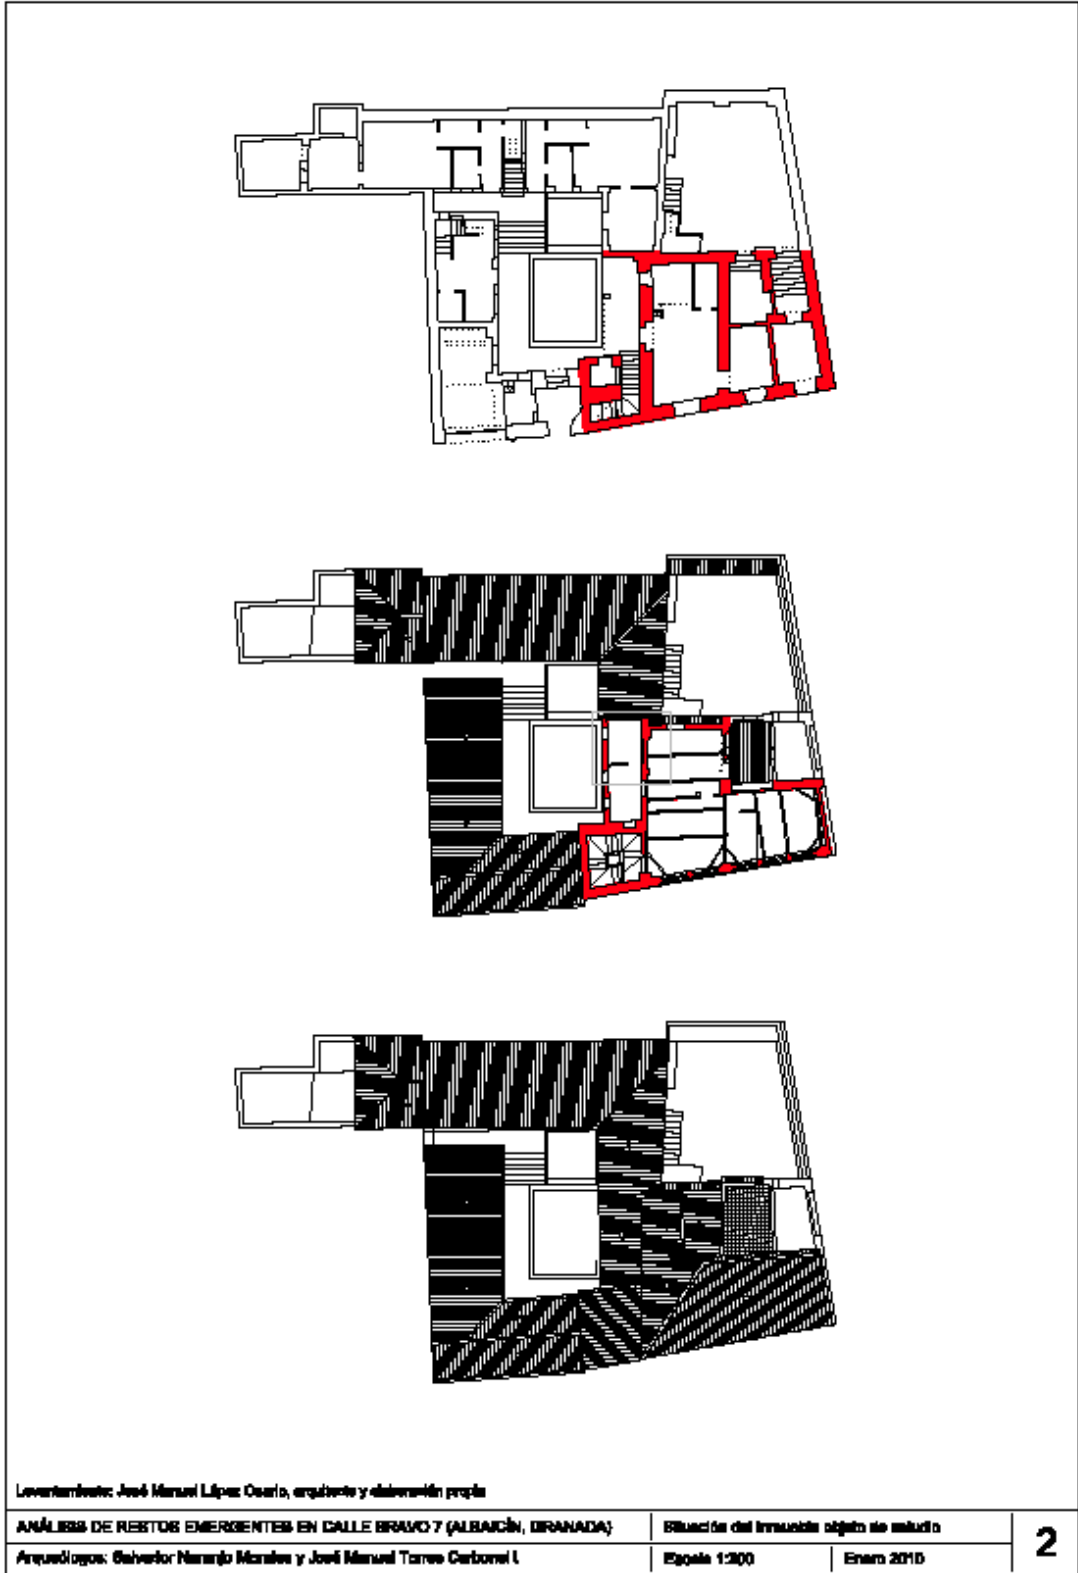 Levantamiento: José Manuel López Osorio, arquitecto y elaboración propia
ANÁLISIS DE RESTOS EMERGENTES EN CALLE BRAVO 7 (ALBAICÍN, GRANADA)
Situación del inmueble objeto de estudio
2
Arqueólogos: Salvador Naranjo Morales y José Manuel Torres Carbonell
Escala 1:300
Enero 2010